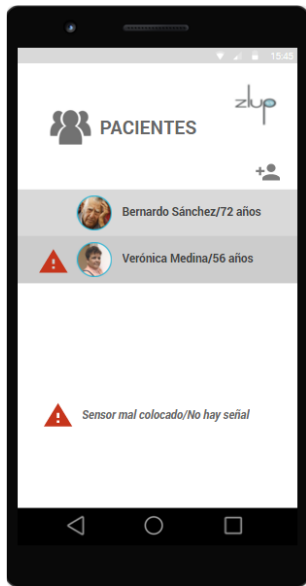 15:45
zlup
PACIENTES
Bernardo Sánchez/72 años
Verónica Medina/56 años
Sensor mal colocado/No hay señal